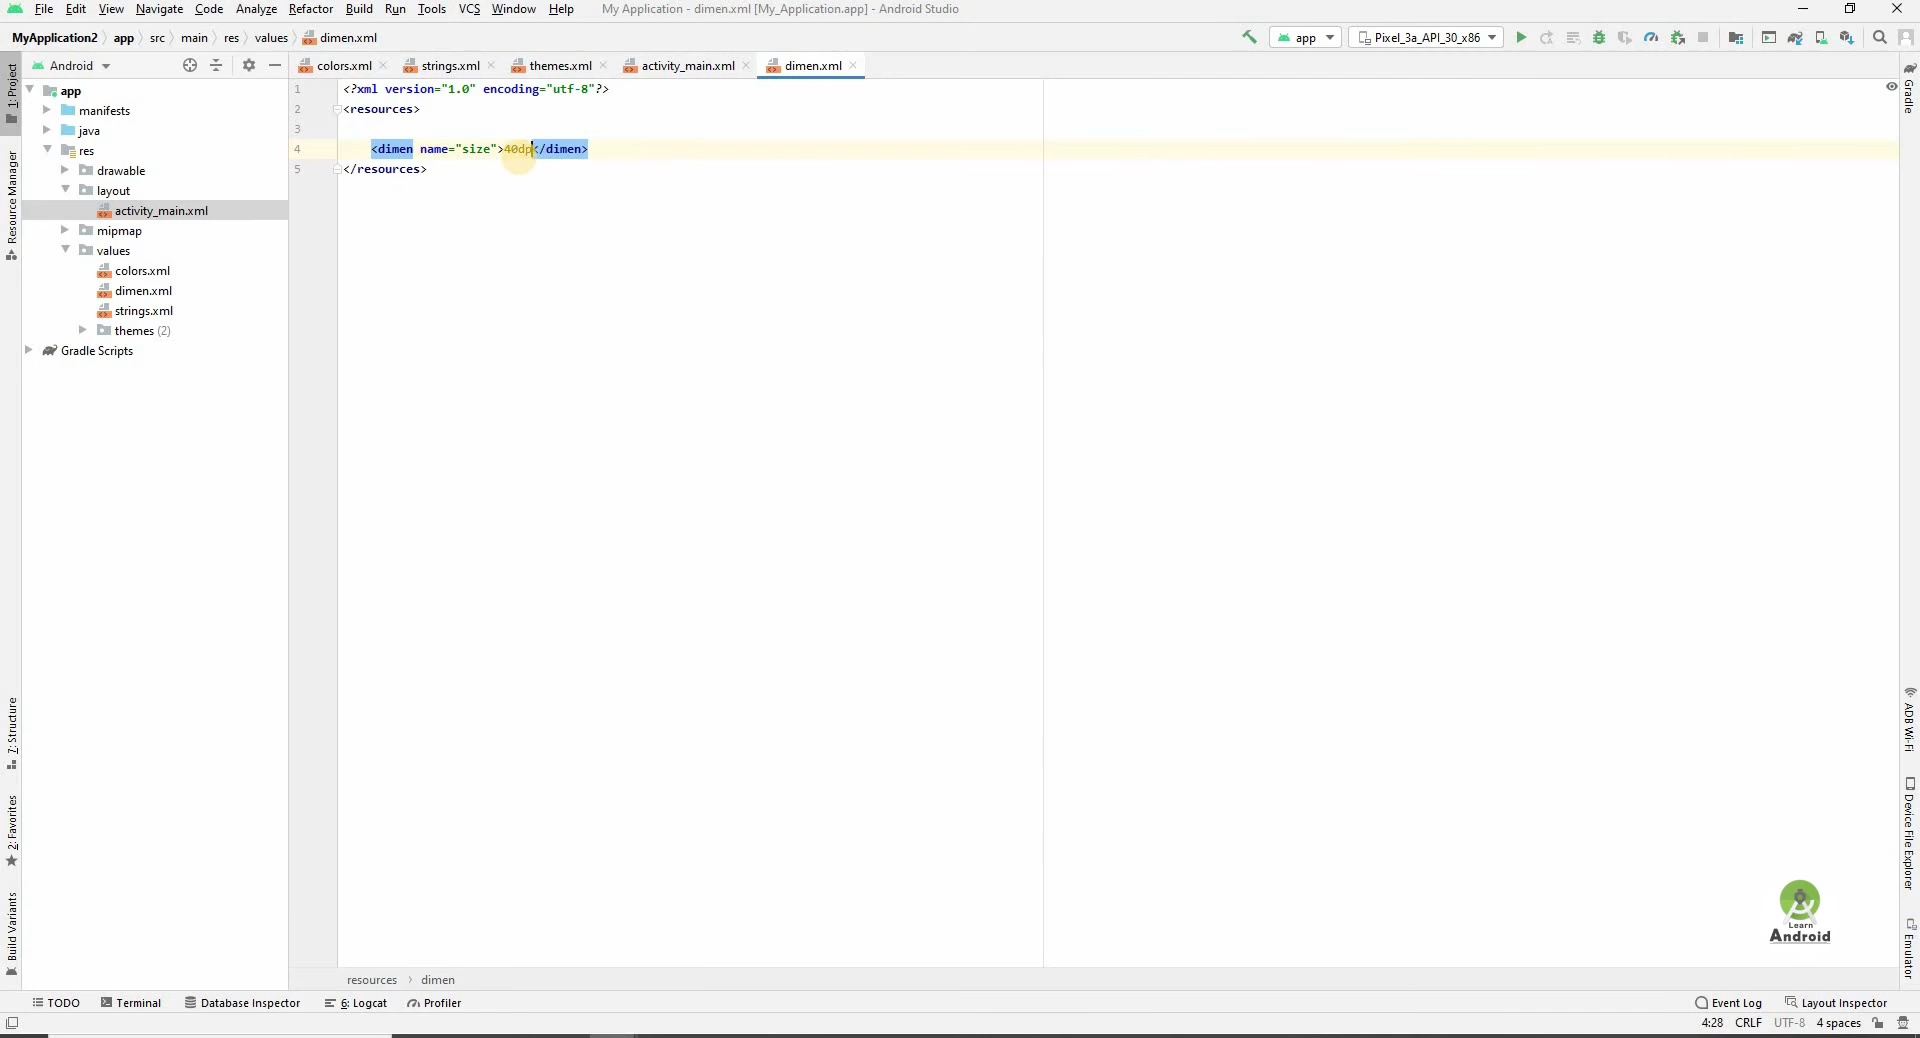 File Edit View Navigate Code Analyze Refactor Build Run Tools VCS Window Help My Application - dimen.xml [My_Application.app] - Android Studio
MyApplication2 app src main res values dimen.xml app Pixel_3a_API_30_x86
Android colors.xml strings.xml themes.xml activity_main.xml dimen.xml
1: Project
Resource Manager
7: Structure
2: Favorites
Build Variants
app
manifests
java
res
drawable
layout
activity_main.xml
mipmap
values
colors.xml
dimen.xml
strings.xml
themes (2)
Gradle Scripts
1 <?xml version="1.0" encoding="utf-8"?>
2 <resources>
3
4 <dimen name="size">40dp</dimen>
5 </resources>
Gradle
ADB Wi-Fi
Device File Explorer
Emulator
Learn
Android
resources dimen
TODO Terminal Database Inspector 6: Logcat Profiler Event Log Layout Inspector
4:28 CRLF UTF-8 4 spaces